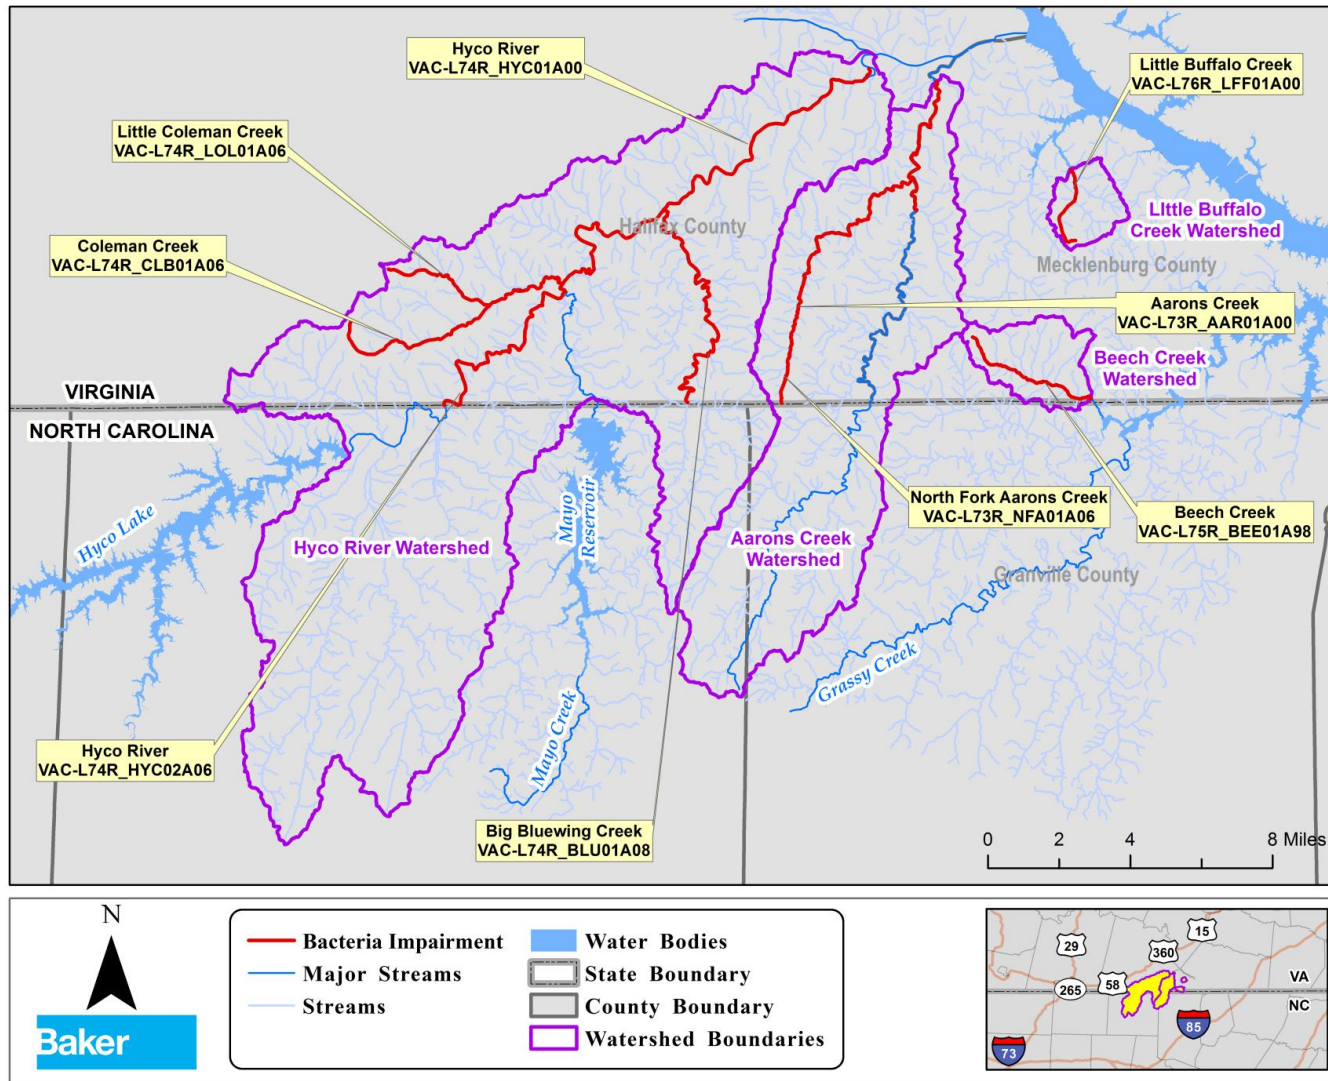 Hyco River
VAC-L74R_HYC01A00
Little Buffalo Creek
VAC-L76R_LFF01A00
Little Coleman Creek
VAC-L74R_LOL01A06
Coleman Creek
VAC-L74R_CLB01A06
Halifax County
LIttle Buffalo
Creek Watershed
Mecklenburg County
Aarons Creek
VAC-L73R_AAR01A00
Beech Creek
Watershed
VIRGINIA
NORTH CAROLINA
Hyco Lake
Mayo
Reservoir
Hyco River Watershed
Aarons Creek
Watershed
North Fork Aarons Creek
VAC-L73R_NFA01A06
Beech Creek
VAC-L75R_BEE01A98
Granville County
Grassy Creek
Mayo Creek
Hyco River
VAC-L74R_HYC02A06
Big Bluewing Creek
VAC-L74R_BLU01A08
0 2 4 8 Miles
N
Baker
Bacteria Impairment
Major Streams
Streams
Water Bodies
State Boundary
County Boundary
Watershed Boundaries
15
29
360
58
265
VA
NC
85
73